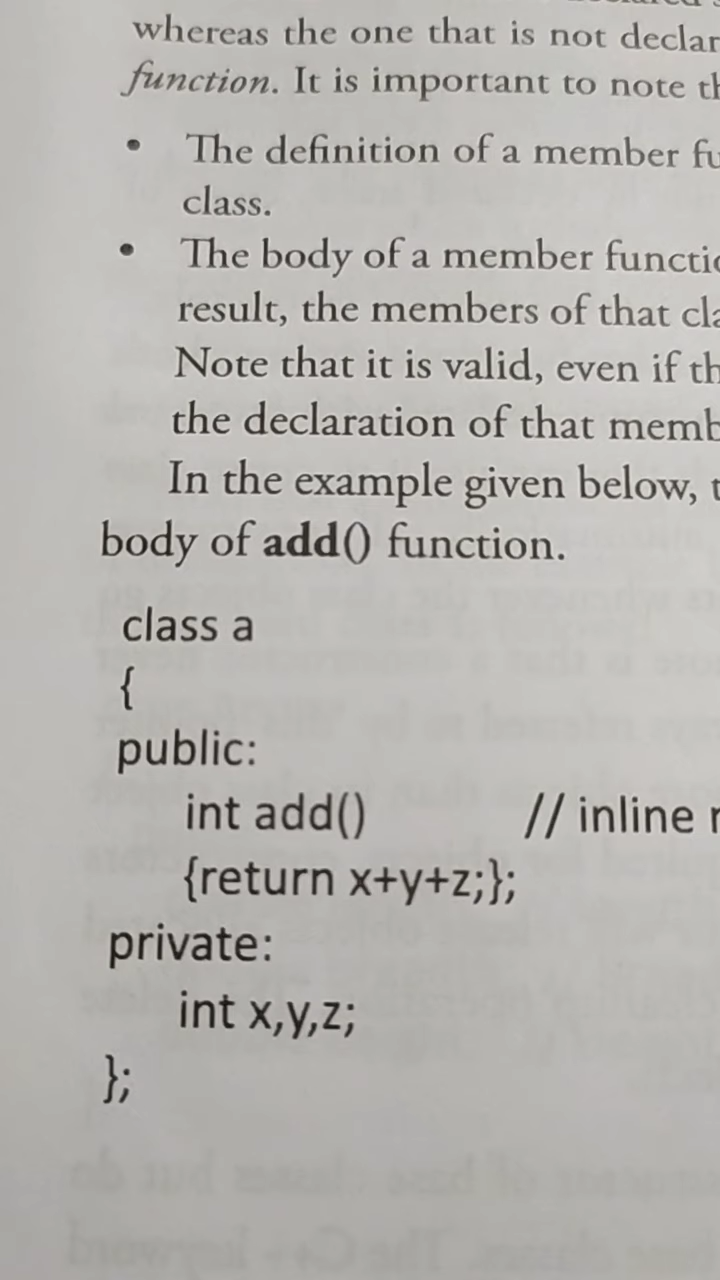 whereas the one that is not declar
function. It is important to note th
• The definition of a member fu
class.
• The body of a member functio
result, the members of that cla
Note that it is valid, even if th
the declaration of that memb
In the example given below, t
body of add() function.
class a
{
public:
int add() // inline
{return x+y+z;};
private:
int x,y,z;
};